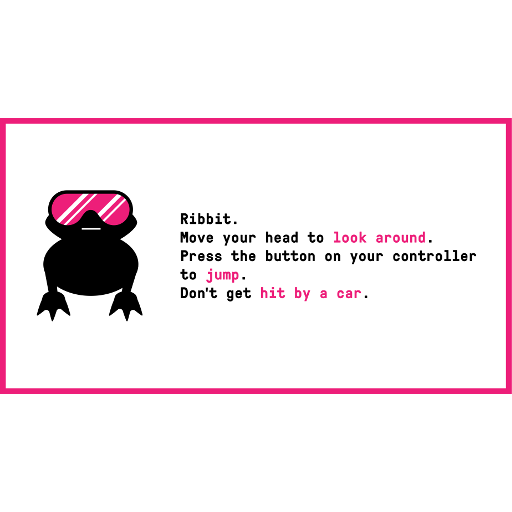 Ribbit.
Move your head to look around.
Press the button on your controller
to jump.
Don't get hit by a car.